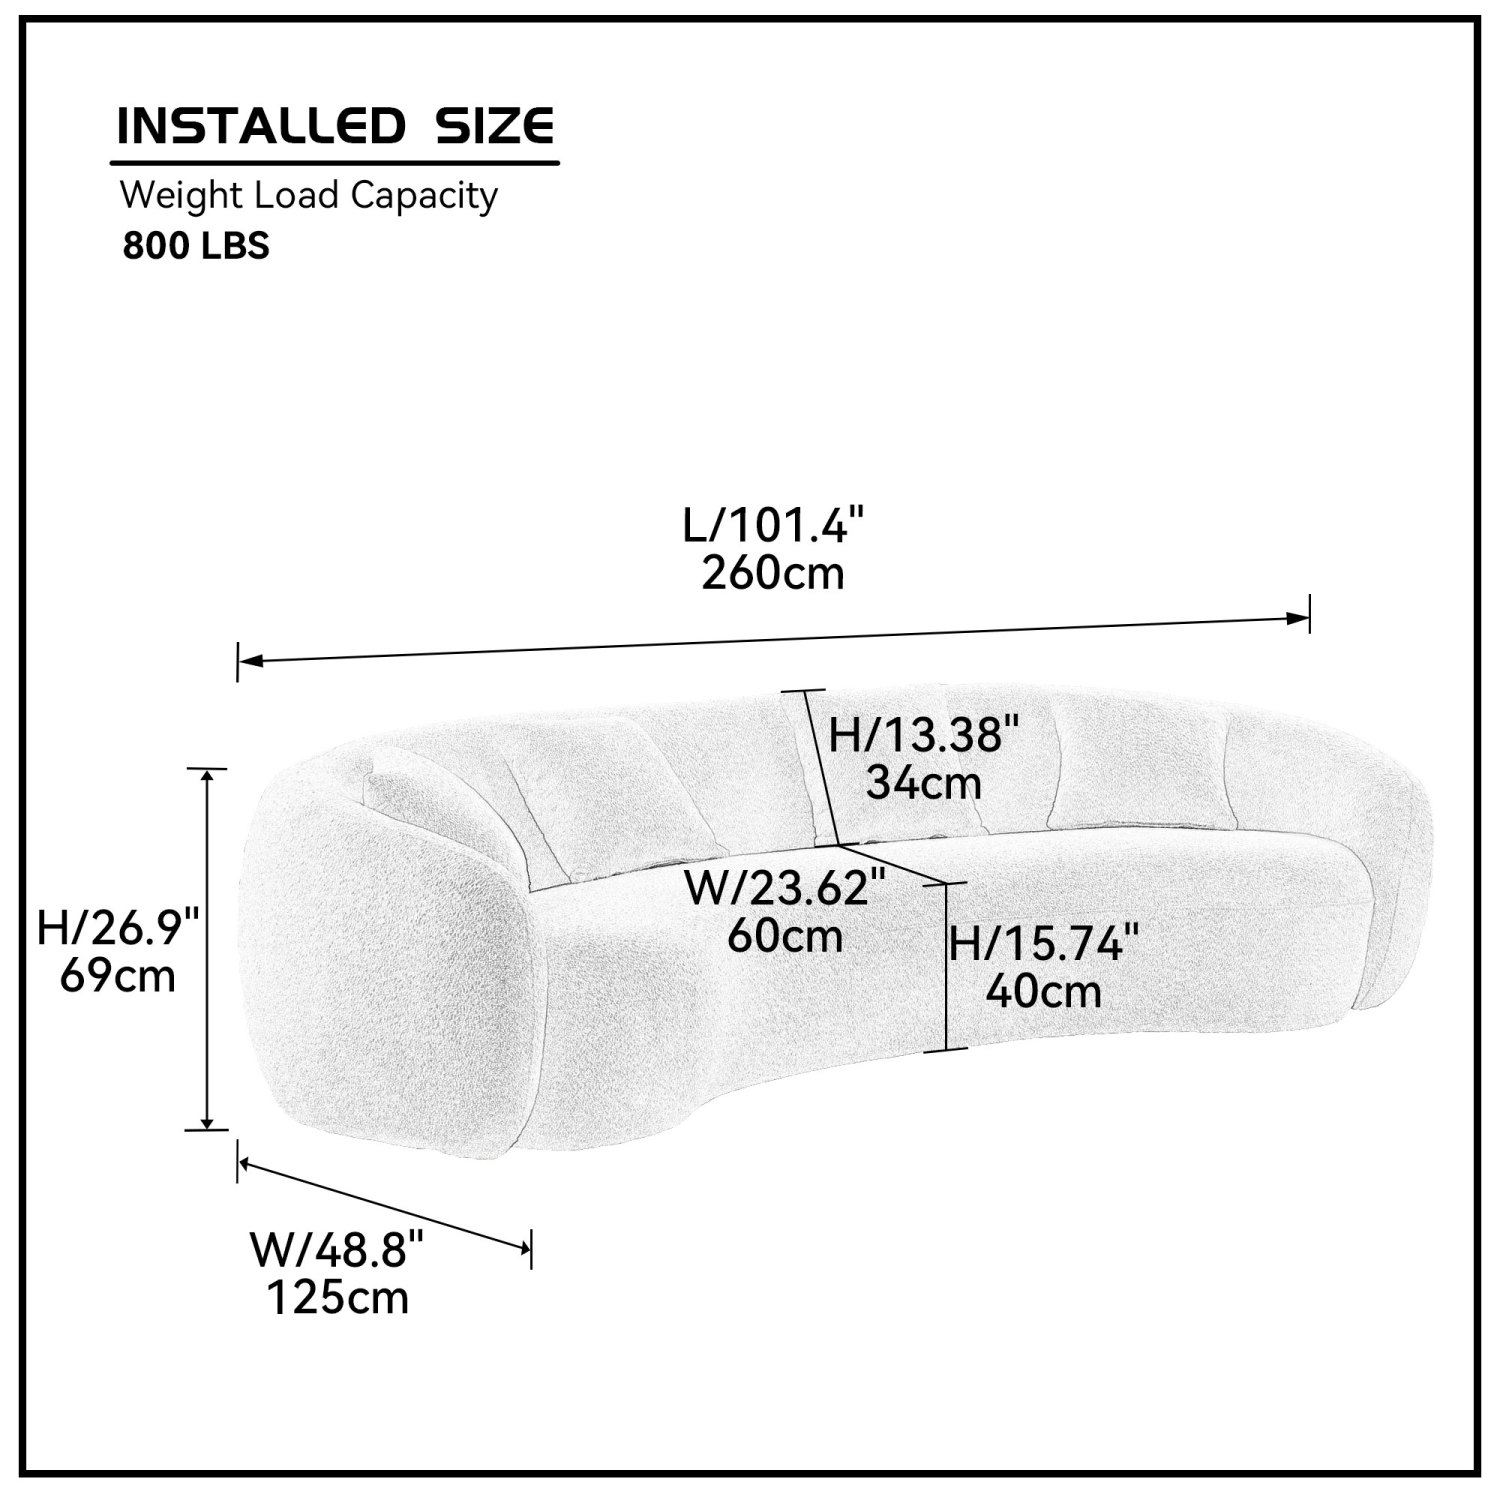 INSTALLED SIZE
Weight Load Capacity
800 LBS
L/101.4"
260cm
H/13.38"
34cm
W/23.62"
60cm
H/26.9"
69cm
H/15.74"
40cm
W/48.8"
125cm